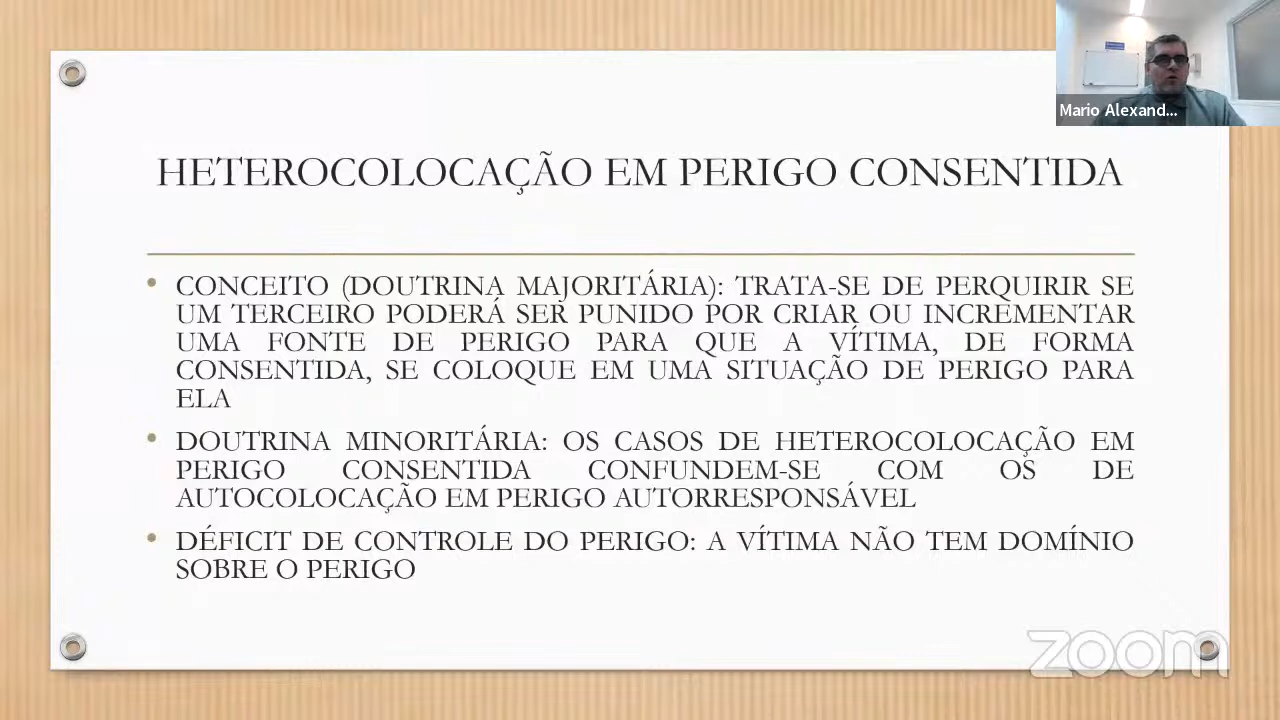 Mario Alexand...
HETEROCOLOCAÇÃO EM PERIGO CONSENTIDA
• CONCEITO (DOUTRINA MAJORITÁRIA): TRATA-SE DE PERQUIRIR SE
UM TERCEIRO PODERÁ SER PUNIDO POR CRIAR OU INCREMENTAR
UMA FONTE DE PERIGO PARA QUE A VÍTIMA, DE FORMA
CONSENTIDA, SE COLOQUE EM UMA SITUAÇÃO DE PERIGO PARA
ELA
• DOUTRINA MINORITÁRIA: OS CASOS DE HETEROCOLOCAÇÃO EM
PERIGO CONSENTIDA CONFUNDEM-SE COM OS DE
AUTOCOLOCAÇÃO EM PERIGO AUTORRESPONSÁVEL
• DÉFICIT DE CONTROLE DO PERIGO: A VÍTIMA NÃO TEM DOMÍNIO
SOBRE O PERIGO
zoom